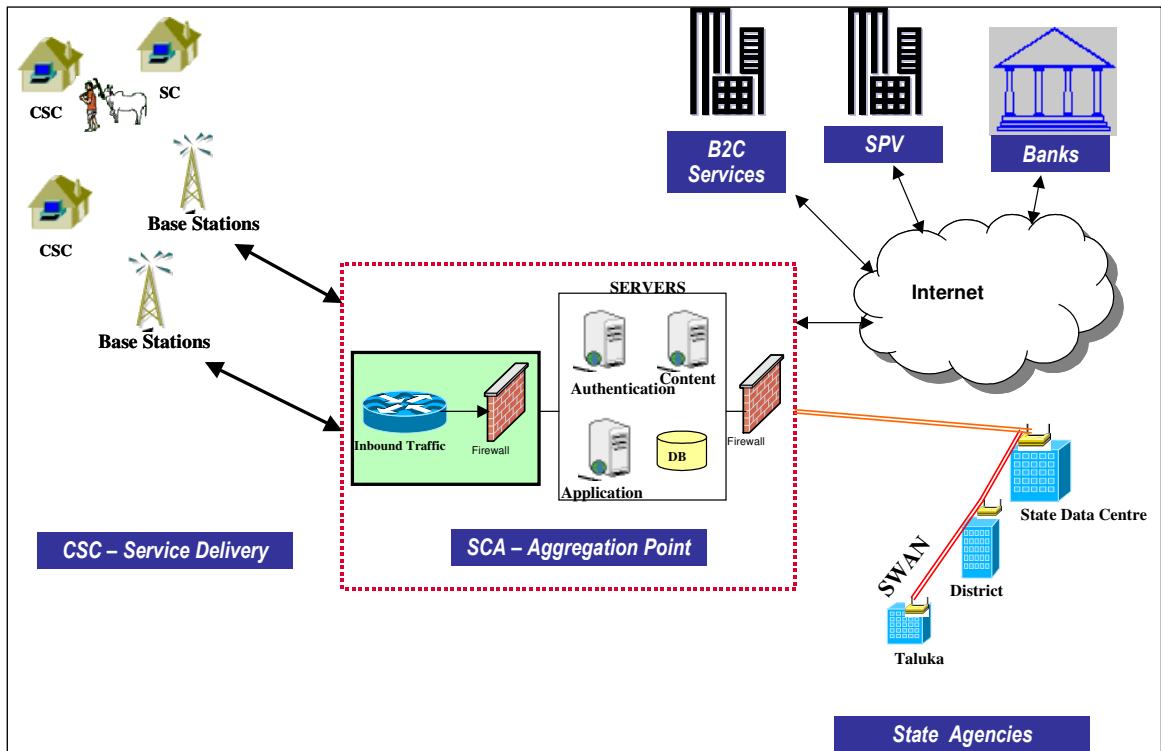 CSC
SC
CSC
Base Stations
Base Stations
B2C
Services
SPV
Banks
Internet
SERVERS
Authentication
Content
Application
DB
Inbound Traffic
Firewall
Firewall
CSC – Service Delivery
SCA – Aggregation Point
SWAN
State Data Centre
District
Taluka
State Agencies